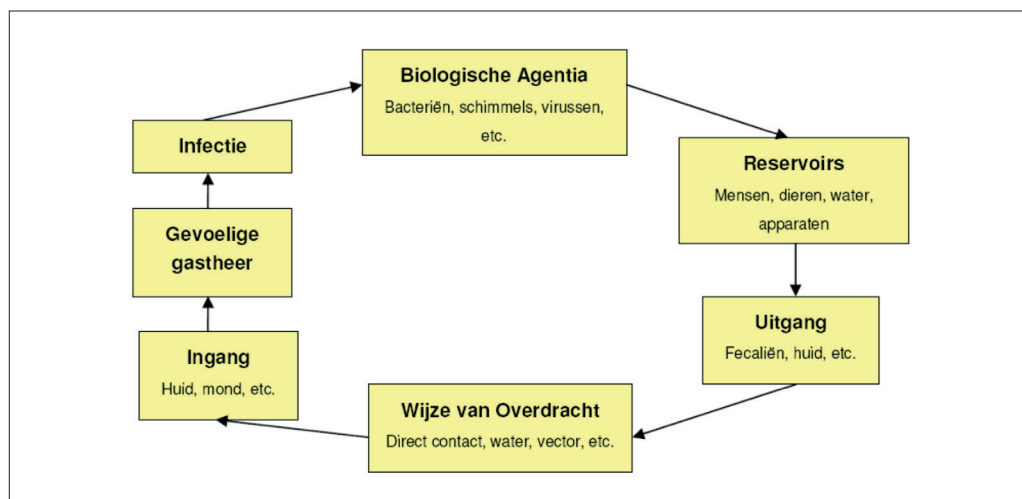 Biologische Agentia
Bacteriën, schimmels, virussen,
etc.
Reservoirs
Mensen, dieren, water,
apparaten
Uitgang
Fecaliën, huid, etc.
Wijze van Overdracht
Direct contact, water, vector, etc.
Ingang
Huid, mond, etc.
Gevoelige
gastheer
Infectie